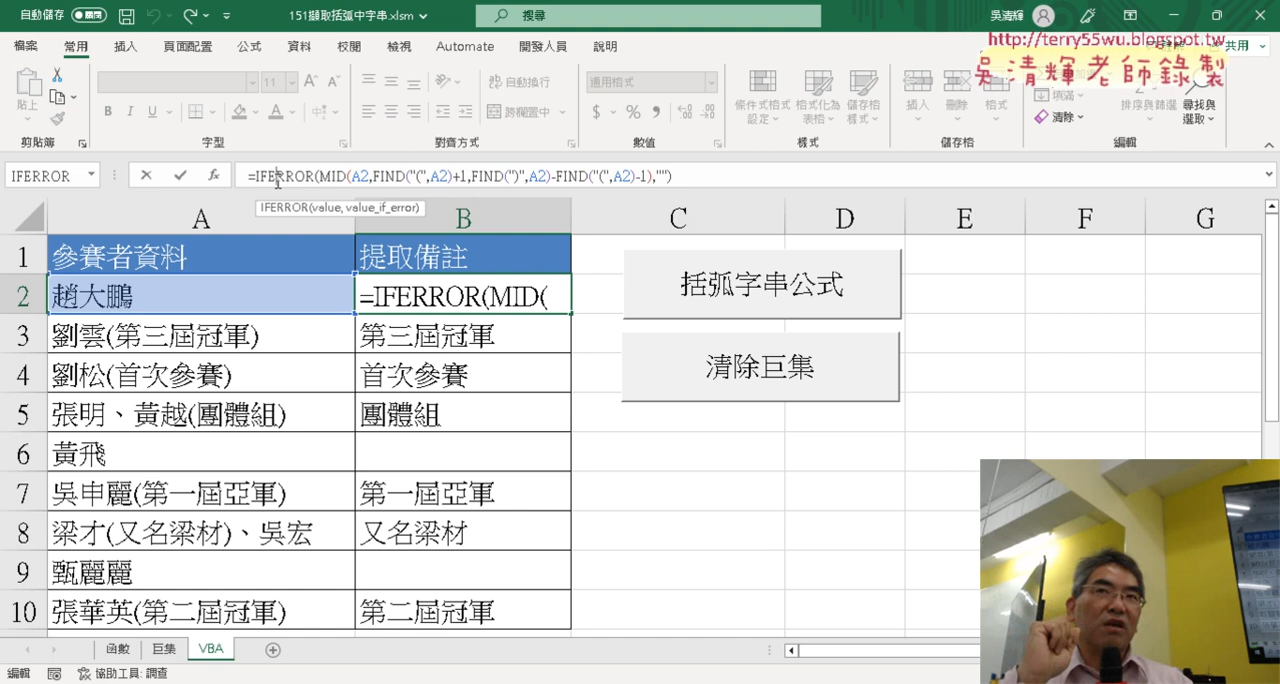 自動儲存
151擷取括弧中字串.xlsm
搜尋
吳清輝
http://terry55wu.blogspot.tw
吳清輝老師錄製
檔案 常用 插入 頁面配置 公式 資料 校閱 檢視 Automate 開發人員 說明
共用
貼上
11
B I U
自動換行
跨欄置中
通用格式
條件式格式設定
格式化為表格
儲存格樣式
插入 刪除 格式
填滿
清除
排序與篩選
尋找與選取
剪貼簿 字型 對齊方式 數值 樣式 儲存格 編輯
IFERROR
=IFERROR(MID(A2,FIND("(",A2)+1,FIND(")",A2)-FIND("(",A2)-1),"")
IFERROR(value, value_if_error)
A B C D E F G
1 參賽者資料 提取備註
2 趙大鵬 =IFERROR(MID(
3 劉雲(第三屆冠軍) 第三屆冠軍
4 劉松(首次參賽) 首次參賽
5 張明、黃越(團體組) 團體組
6 黃飛
7 吳申麗(第一屆亞軍) 第一屆亞軍
8 梁才(又名梁材)、吳宏 又名梁材
9 甄麗麗
10 張華英(第二屆冠軍) 第二屆冠軍
括弧字串公式
清除巨集
函數 巨集 VBA
編輯
協助工具: 調查